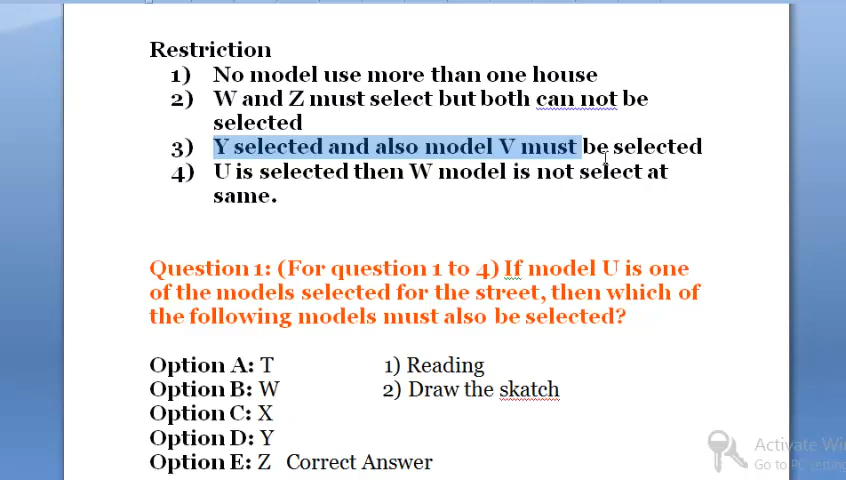 Restriction
1) No model use more than one house
2) W and Z must select but both can not be
selected
3) Y selected and also model V must be selected
4) U is selected then W model is not select at
same.
Question 1: (For question 1 to 4) If model U is one
of the models selected for the street, then which of
the following models must also be selected?
Option A: T 1) Reading
Option B: W 2) Draw the skatch
Option C: X
Option D: Y
Option E: Z Correct Answer
Activate Win
Go to PC setting